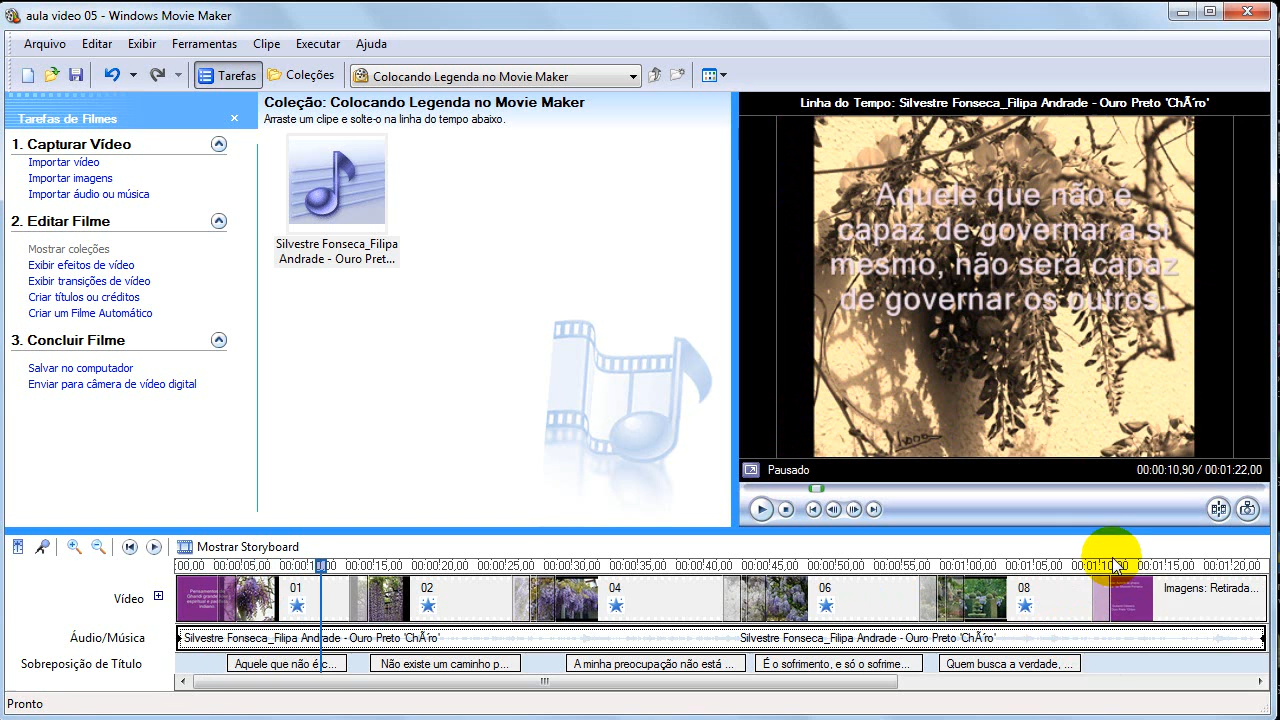 aula video 05 - Windows Movie Maker
Arquivo Editar Exibir Ferramentas Clipe Executar Ajuda
Tarefas Coleções Colocando Legenda no Movie Maker
Tarefas de Filmes
1. Capturar Vídeo
Importar vídeo
Importar imagens
Importar áudio ou música
2. Editar Filme
Mostrar coleções
Exibir efeitos de vídeo
Exibir transições de vídeo
Criar títulos ou créditos
Criar um Filme Automático
3. Concluir Filme
Salvar no computador
Enviar para câmera de vídeo digital
Coleção: Colocando Legenda no Movie Maker
Arraste um clipe e solte-o na linha do tempo abaixo.
Silvestre Fonseca_Filipa
Andrade - Ouro Pret...
Linha do Tempo: Silvestre Fonseca_Filipa Andrade - Ouro Preto 'ChÃ´ro'
Aquele que não é
capaz de governar a si
mesmo, não será capaz
de governar os outros.
Pausado 00:00:10,90 / 00:01:22,00
Mostrar Storyboard
00,00 00:00:05,00 00:00:15,00 00:00:20,00 00:00:25,00 00:00:30,00 00:00:35,00 00:00:40,00 00:00:45,00 00:00:50,00 00:00:55,00 00:01:00,00 00:01:05,00 00:01:15,00 00:01:20,00
Vídeo 01 02 04 06 08 Imagens: Retirada...
Áudio/Música Silvestre Fonseca_Filipa Andrade - Ouro Preto 'ChÃ´ro' Silvestre Fonseca_Filipa Andrade - Ouro Preto 'ChÃ´ro'
Sobreposição de Título Aquele que não é c... Não existe um caminho p... A minha preocupação não está ... É o sofrimento, e só o sofrime... Quem busca a verdade, ...
Pronto